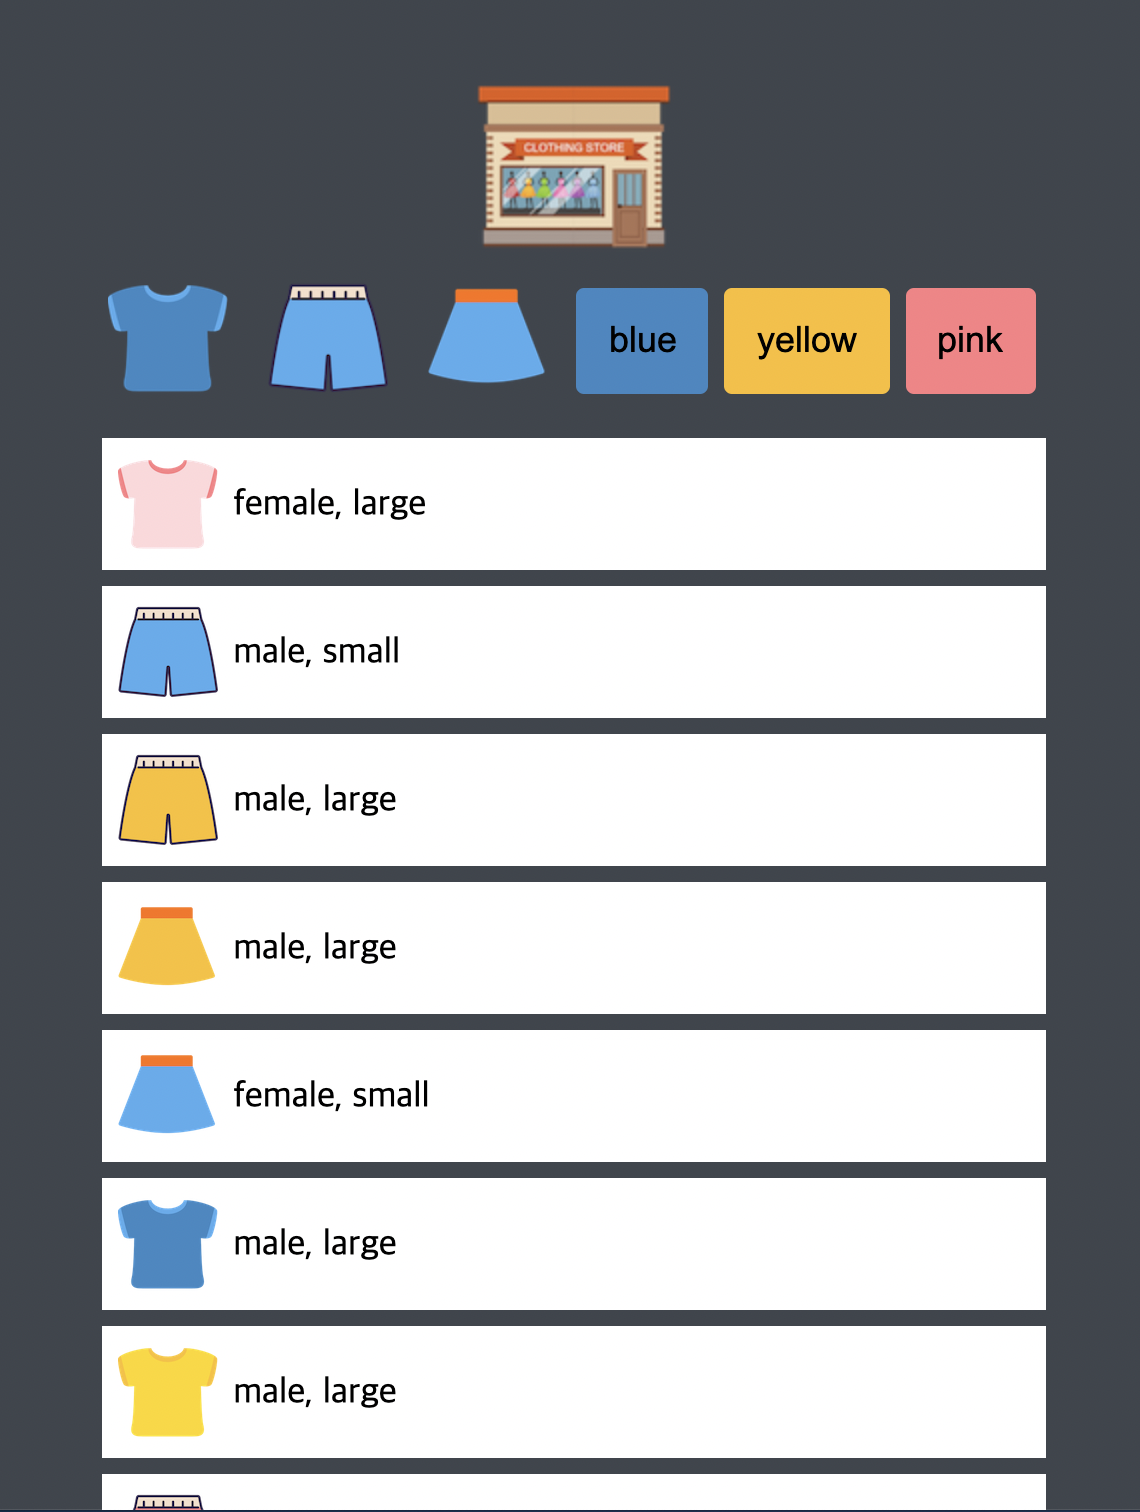 CLOTHING STORE
blue yellow pink
female, large
male, small
male, large
male, large
female, small
male, large
male, large